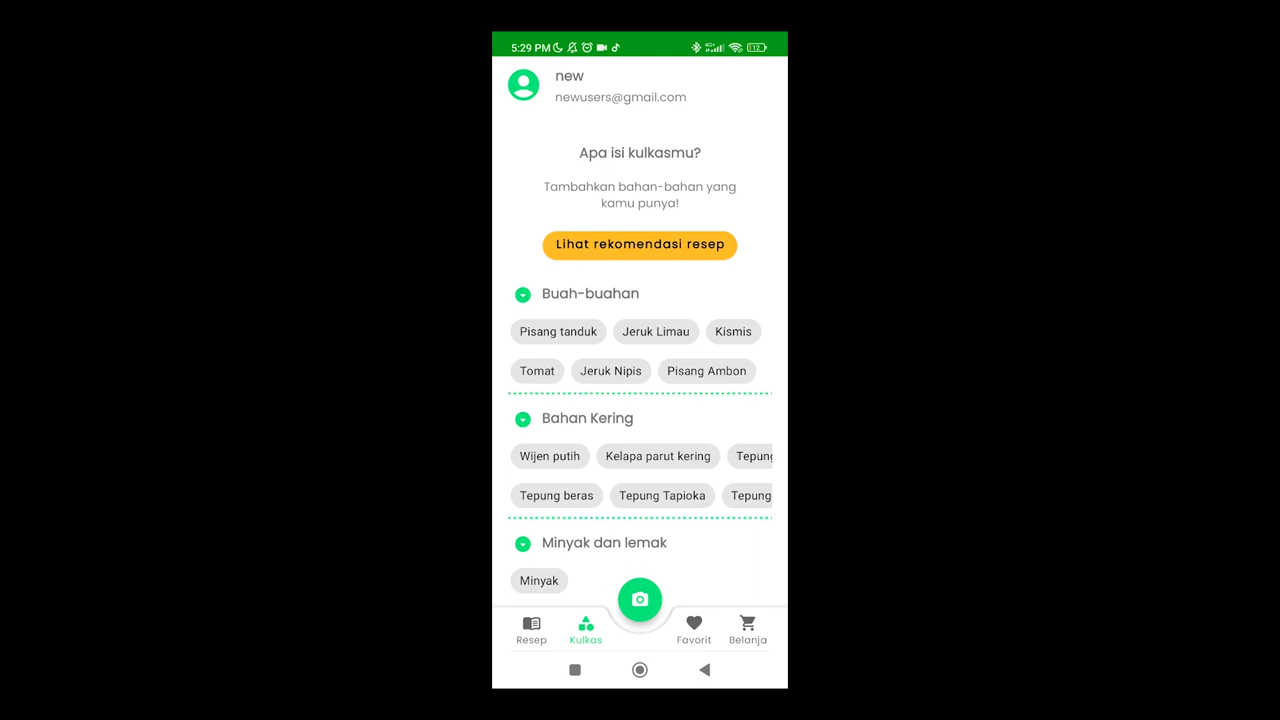 5:29 PM
4G+
12
new
newusers@gmail.com
Apa isi kulkasmu?
Tambahkan bahan-bahan yang
kamu punya!
Lihat rekomendasi resep
Buah-buahan
Pisang tanduk Jeruk Limau Kismis
Tomat Jeruk Nipis Pisang Ambon
Bahan Kering
Wijen putih Kelapa parut kering Tepung
Tepung beras Tepung Tapioka Tepung
Minyak dan lemak
Minyak
Resep Kulkas Favorit Belanja